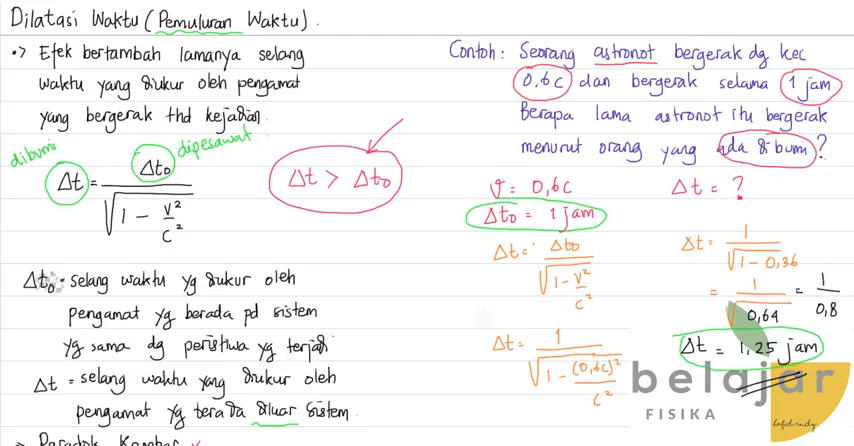 Dilatasi Waktu (Pemuluran Waktu).
•> Efek bertambah lamanya selang
waktu yang diukur oleh pengamat
yang bergerak thd kejadian.
dibumi
dipesawat
Δt = Δt₀ / √(1 - v²/c²)
Δt > Δt₀
Δt₀ = selang waktu yg diukur oleh
pengamat yg berada pd sistem
yg sama dg peristiwa yg terjadi
Δt = selang waktu yang diukur oleh
pengamat yg berada diluar sistem.
Contoh: Seorang astronot bergerak dg kec
0,6c dan bergerak selama 1 jam.
Berapa lama astronot itu bergerak
menurut orang yang ada di bumi?
v = 0,6c
Δt = ?
Δt₀ = 1 jam
Δt = Δt₀ / √(1 - v²/c²)
Δt = 1 / √(1 - (0,6c)²/c²)
Δt = 1 / √(1 - 0,36)
= 1 / √0,64 = 1 / 0,8
Δt = 1,25 jam
belajar
FISIKA